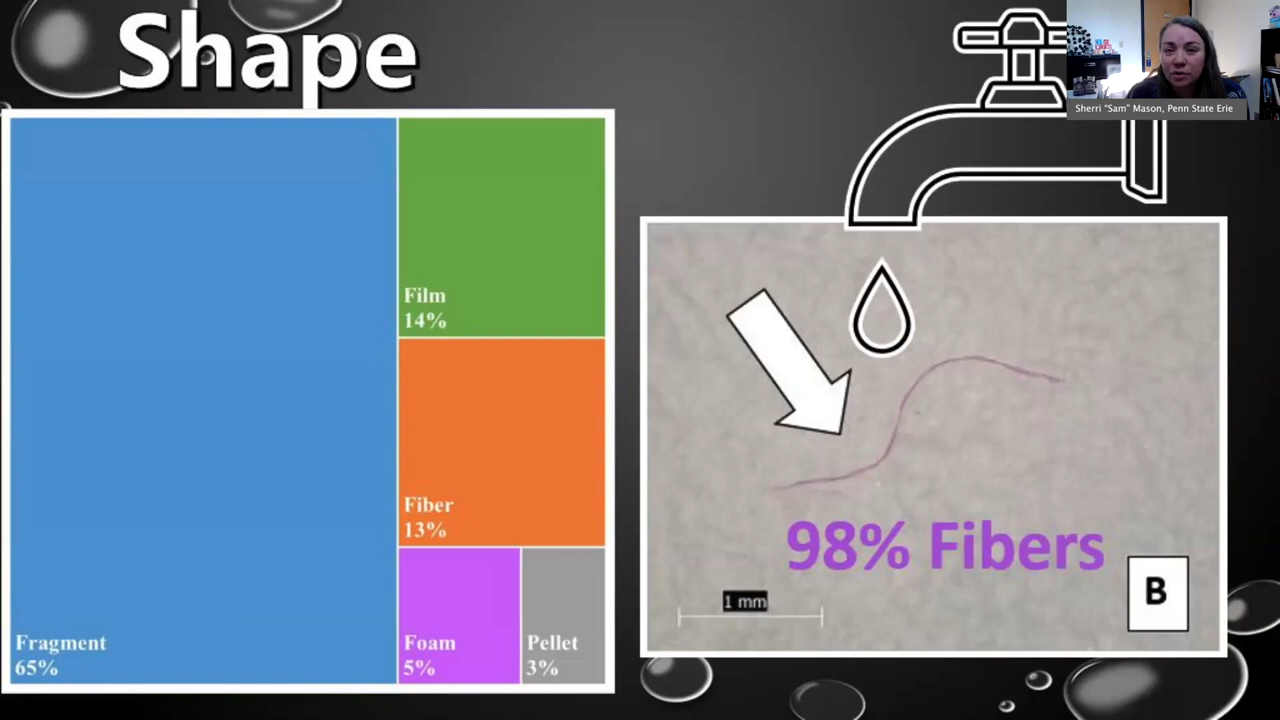 Shape
Sherri “Sam” Mason, Penn State Erie
Film
14%
Fiber
13%
Fragment
65%
Foam
5%
Pellet
3%
98% Fibers
1 mm
B